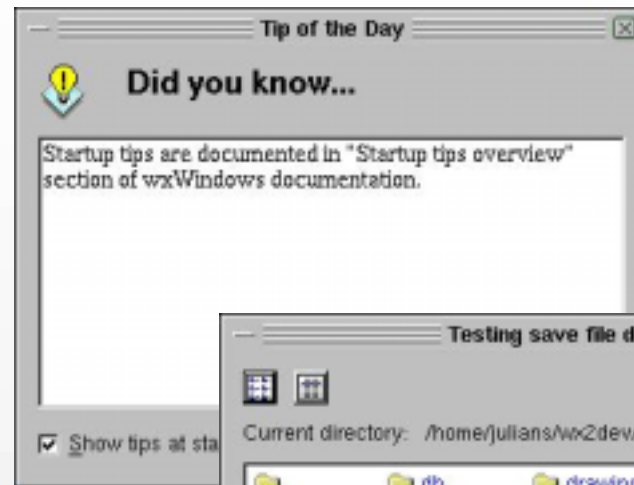 Tip of the Day
Did you know...
Startup tips are documented in "Startup tips overview"
section of wxWindows documentation.
Show tips at sta
Testing save file d
Current directory: /home/julians/wx2dev/
db
drawing